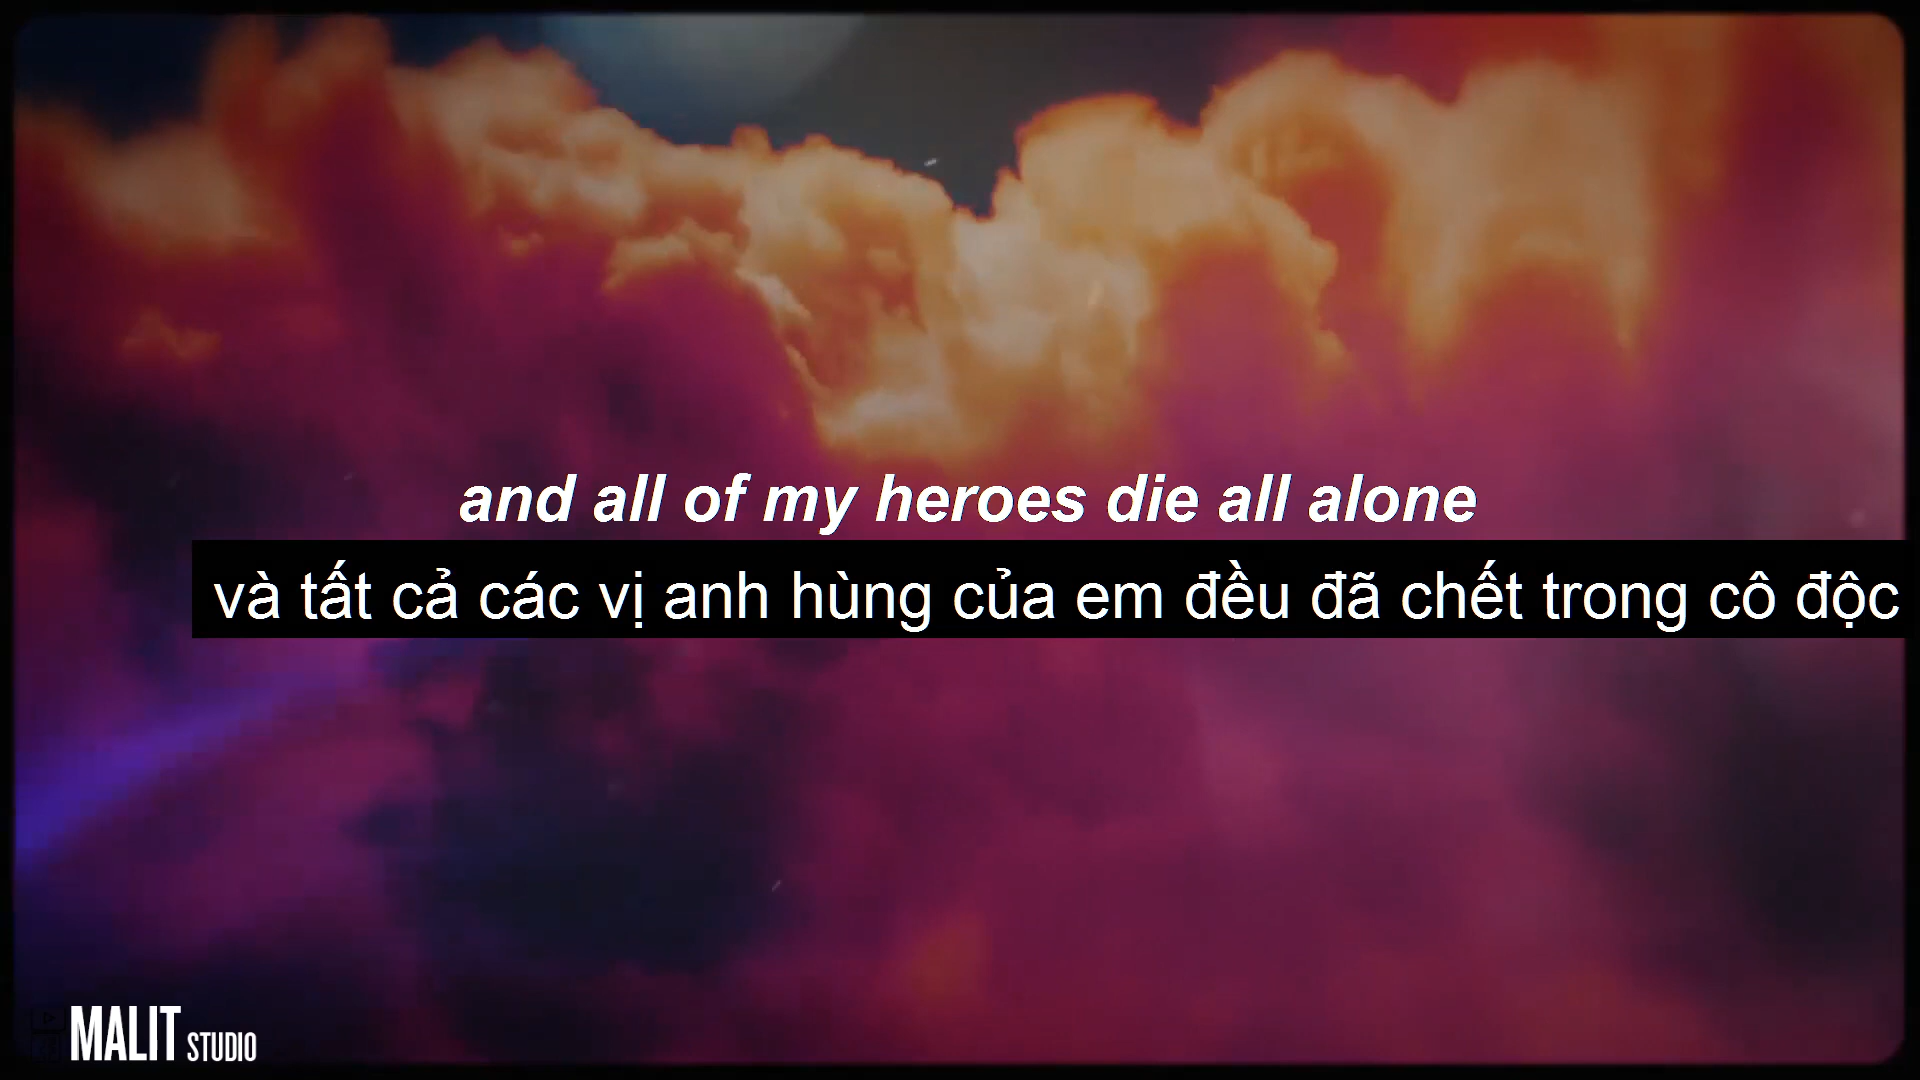 and all of my heroes die all alone
và tất cả các vị anh hùng của em đều đã chết trong cô độc
MALIT STUDIO